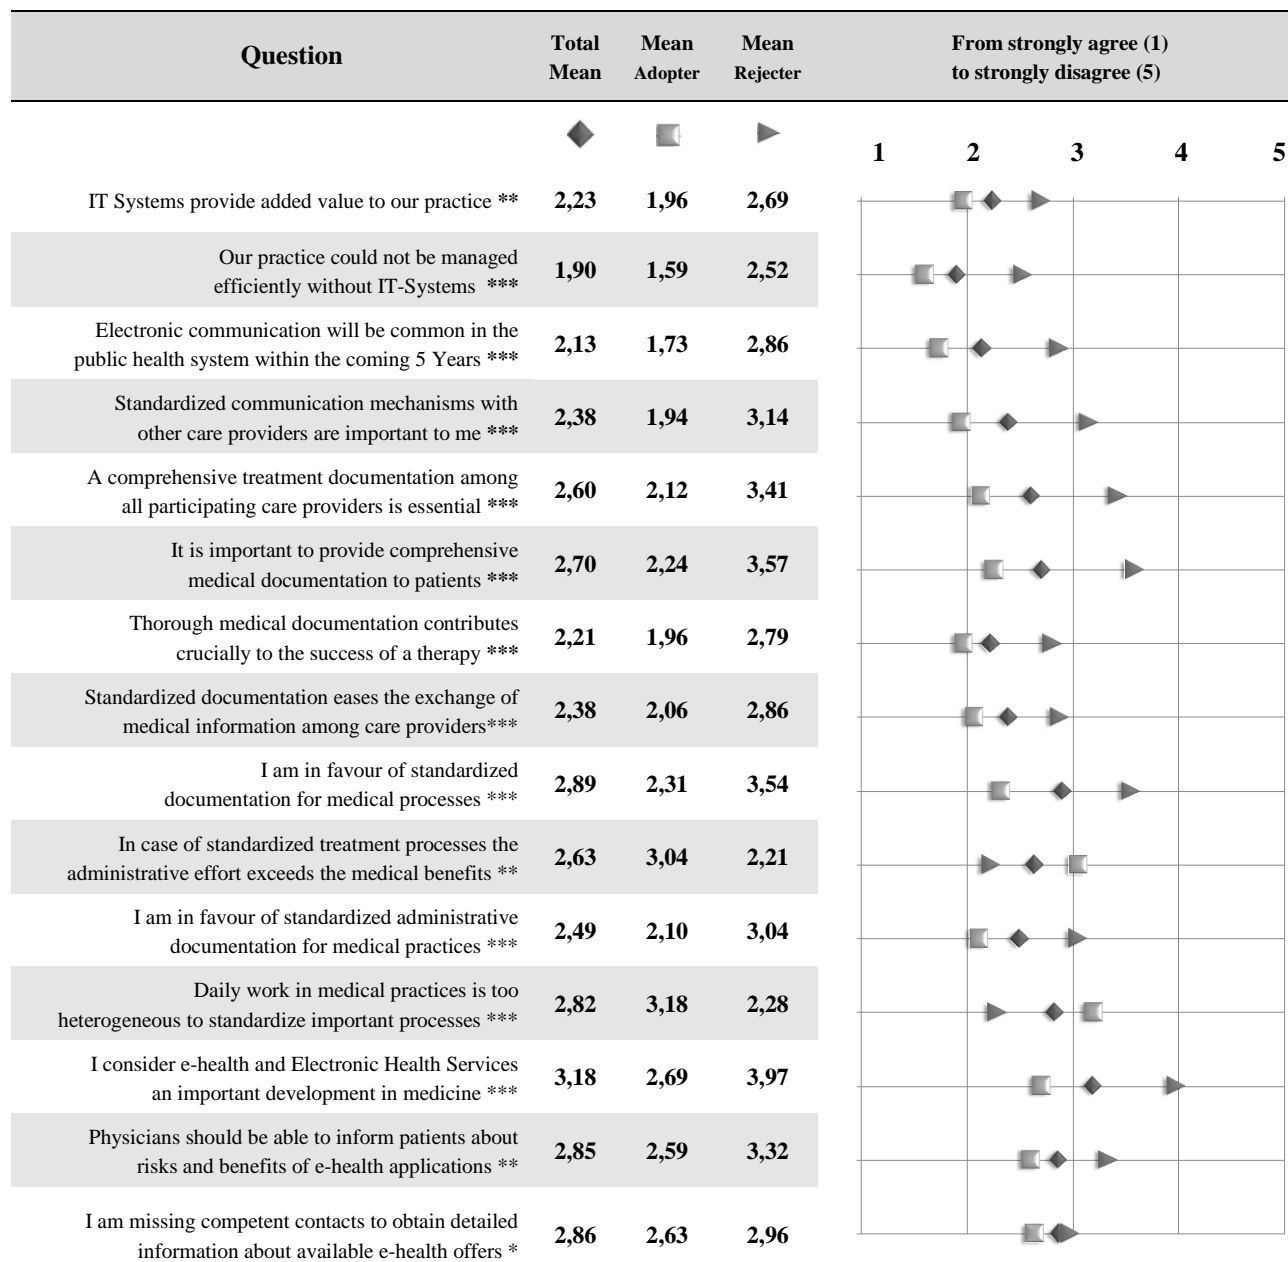 Question
Total Mean
Mean Adopter
Mean Rejecter
From strongly agree (1)
to strongly disagree (5)
1 2 3 4 5
IT Systems provide added value to our practice ** 2,23 1,96 2,69
Our practice could not be managed
efficiently without IT-Systems *** 1,90 1,59 2,52
Electronic communication will be common in the
public health system within the coming 5 Years *** 2,13 1,73 2,86
Standardized communication mechanisms with
other care providers are important to me *** 2,38 1,94 3,14
A comprehensive treatment documentation among
all participating care providers is essential *** 2,60 2,12 3,41
It is important to provide comprehensive
medical documentation to patients *** 2,70 2,24 3,57
Thorough medical documentation contributes
crucially to the success of a therapy *** 2,21 1,96 2,79
Standardized documentation eases the exchange of
medical information among care providers*** 2,38 2,06 2,86
I am in favour of standardized
documentation for medical processes *** 2,89 2,31 3,54
In case of standardized treatment processes the
administrative effort exceeds the medical benefits ** 2,63 3,04 2,21
I am in favour of standardized administrative
documentation for medical practices *** 2,49 2,10 3,04
Daily work in medical practices is too
heterogeneous to standardize important processes *** 2,82 3,18 2,28
I consider e-health and Electronic Health Services
an important development in medicine *** 3,18 2,69 3,97
Physicians should be able to inform patients about
risks and benefits of e-health applications ** 2,85 2,59 3,32
I am missing competent contacts to obtain detailed
information about available e-health offers * 2,86 2,63 2,96